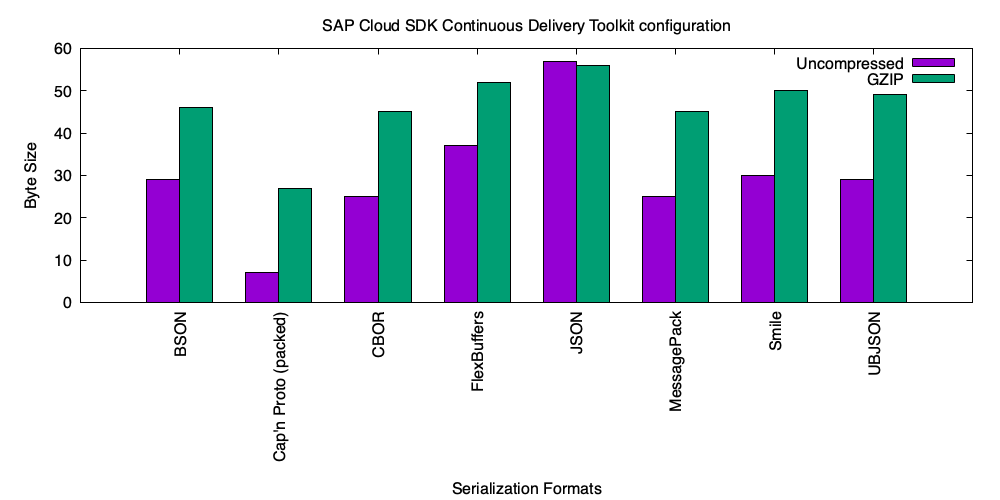 SAP Cloud SDK Continuous Delivery Toolkit configuration
Uncompressed
GZIP
60
50
40
30
20
10
0
Byte Size
BSON
Cap'n Proto (packed)
CBOR
FlexBuffers
JSON
MessagePack
Smile
UBJSON
Serialization Formats